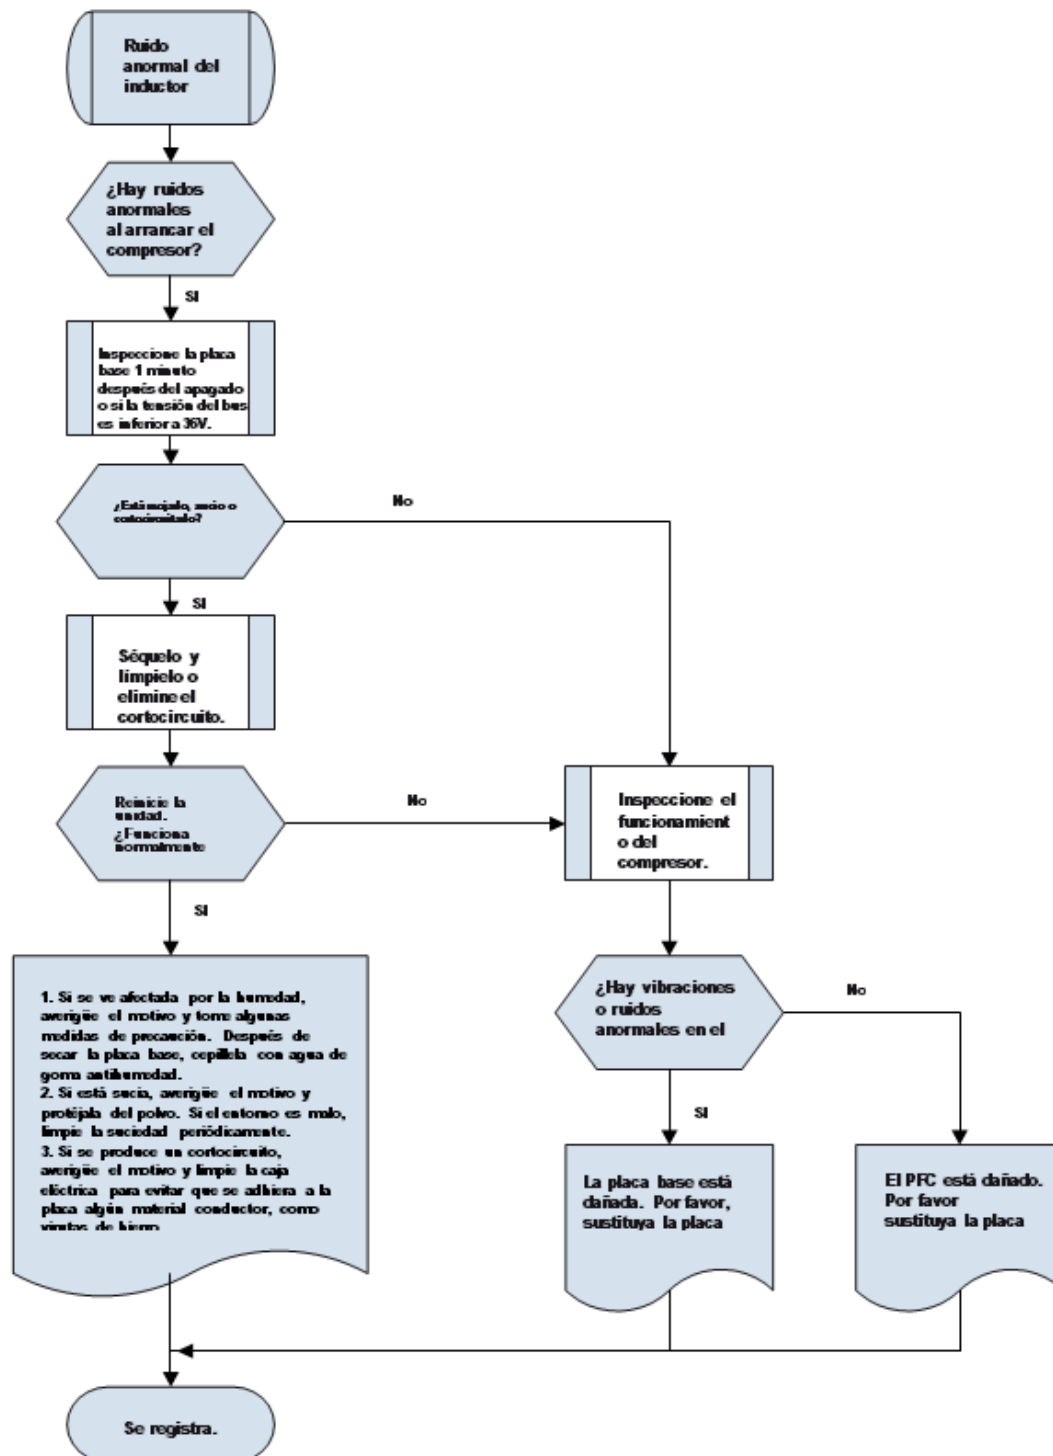 Ruido
anormal del
inductor
¿Hay ruidos
anormales
al arrancar el
compresor?
SI
Inspeccione la placa
base 1 minuto
después del apagado
o si la tensión del bus
es inferior a 36V.
¿Está mojado, sucio o
cortocircuitado?
No
SI
Séquelo y
límpielo o
elimine el
cortocircuito.
Reinicie la
unidad.
¿Funciona
normalmente
No
Inspeccione el
funcionamient
o del
compresor.
SI
1. Si se ve afectada por la humedad,
averigüe el motivo y tome algunas
medidas de precaución. Después de
secar la placa base, cepíllela con agua de
goma antihumedad.
2. Si está sucia, averigüe el motivo y
protéjala del polvo. Si el entorno es malo,
limpie la suciedad periódicamente.
3. Si se produce un cortocircuito,
averigüe el motivo y limpie la caja
eléctrica para evitar que se adhiera a la
placa algún material conductor, como
virutas de hierro
¿Hay vibraciones
o ruidos
anormales en el
No
SI
La placa base está
dañada. Por favor,
sustituya la placa
El PFC está dañado.
Por favor
sustituya la placa
Se registra.